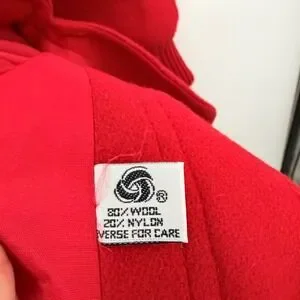 ®
80% WOOL
20% NYLON
VERSE FOR CARE